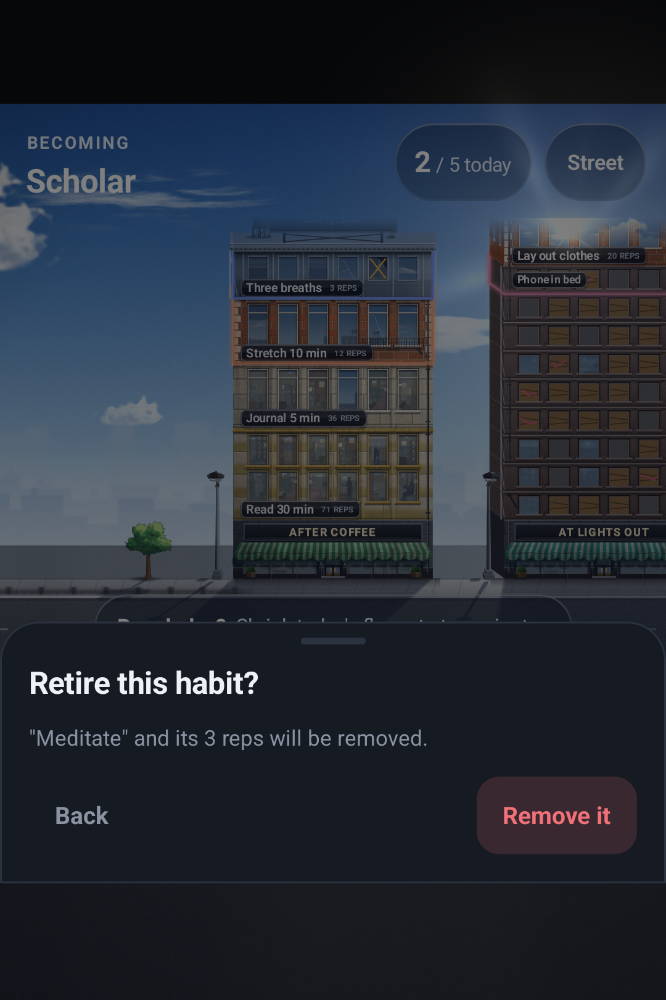 BECOMING
Scholar
2 / 5 today
Street
Lay out clothes 20 REPS
Phone in bed
Three breaths 3 REPS
Stretch 10 min 12 REPS
Journal 5 min 36 REPS
Read 30 min 71 REPS
AFTER COFFEE
AT LIGHTS OUT
Retire this habit?
"Meditate" and its 3 reps will be removed.
Back
Remove it